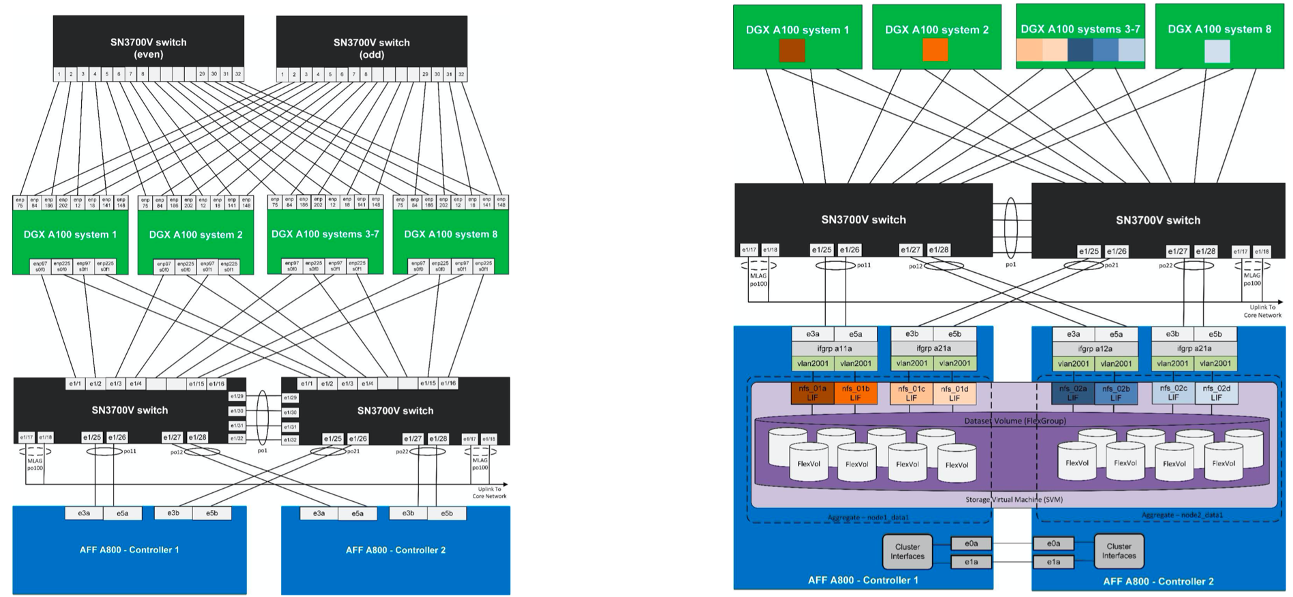 SN3700V switch
(even)
SN3700V switch
(odd)
1 2 3 4 5 6 7 8 29 30 31 32
1 2 3 4 5 6 7 8 29 30 31 32
enp 75 enp 84 enp 186 enp 202 enp 12 enp 18 enp 141 enp 148
enp 75 enp 84 enp 186 enp 202 enp 12 enp 18 enp 141 enp 148
enp 75 enp 84 enp 186 enp 202 enp 12 enp 18 enp 141 enp 148
enp 75 enp 84 enp 186 enp 202 enp 12 enp 18 enp 141 enp 148
DGX A100 system 1
DGX A100 system 2
DGX A100 systems 3-7
DGX A100 system 8
enp97 s0f0 enp225 s0f0 enp97 s0f1 enp225 s0f1
enp97 s0f0 enp225 s0f0 enp97 s0f1 enp225 s0f1
enp97 s0f0 enp225 s0f0 enp97 s0f1 enp225 s0f1
enp97 s0f0 enp225 s0f0 enp97 s0f1 enp225 s0f1
e1/1 e1/2 e1/3 e1/4 e1/15 e1/16
e1/1 e1/2 e1/3 e1/4 e1/15 e1/16
SN3700V switch
SN3700V switch
e1/29 e1/29
e1/30 e1/30
e1/31 e1/31
e1/32 e1/32
e1/17 e1/18 e1/25 e1/26 e1/27 e1/28
e1/25 e1/26 e1/27 e1/28 e1/17 e1/18
po11
po12
po1
po21
po22
MLAG
po100
MLAG
po100
Uplink To
Core Network
e3a e5a e3b e5b
e3a e5a e3b e5b
AFF A800 - Controller 1
AFF A800 - Controller 2
DGX A100 system 1
DGX A100 system 2
DGX A100 systems 3-7
DGX A100 system 8
SN3700V switch
SN3700V switch
e1/17 e1/18 e1/25 e1/26 e1/27 e1/28
e1/25 e1/26 e1/27 e1/28 e1/17 e1/18
po11
po12
po1
po21
po22
MLAG
po100
MLAG
po100
Uplink To
Core Network
e3a e5a e3b e5b
e3a e5a e3b e5b
ifgrp a11a ifgrp a21a
ifgrp a12a ifgrp a21a
vlan2001 vlan2001 vlan2001 vlan2001
vlan2001 vlan2001 vlan2001 vlan2001
nfs_01a LIF nfs_01b LIF nfs_01c LIF nfs_01d LIF
nfs_02a LIF nfs_02b LIF nfs_02c LIF nfs_02d LIF
Dataset Volume (FlexGroup)
FlexVol FlexVol FlexVol FlexVol
FlexVol FlexVol FlexVol FlexVol
Storage Virtual Machine (SVM)
Aggregate – node1_data1
Aggregate – node2_data1
Cluster
Interfaces
e0a e0a
e1a e1a
Cluster
Interfaces
AFF A800 - Controller 1
AFF A800 - Controller 2